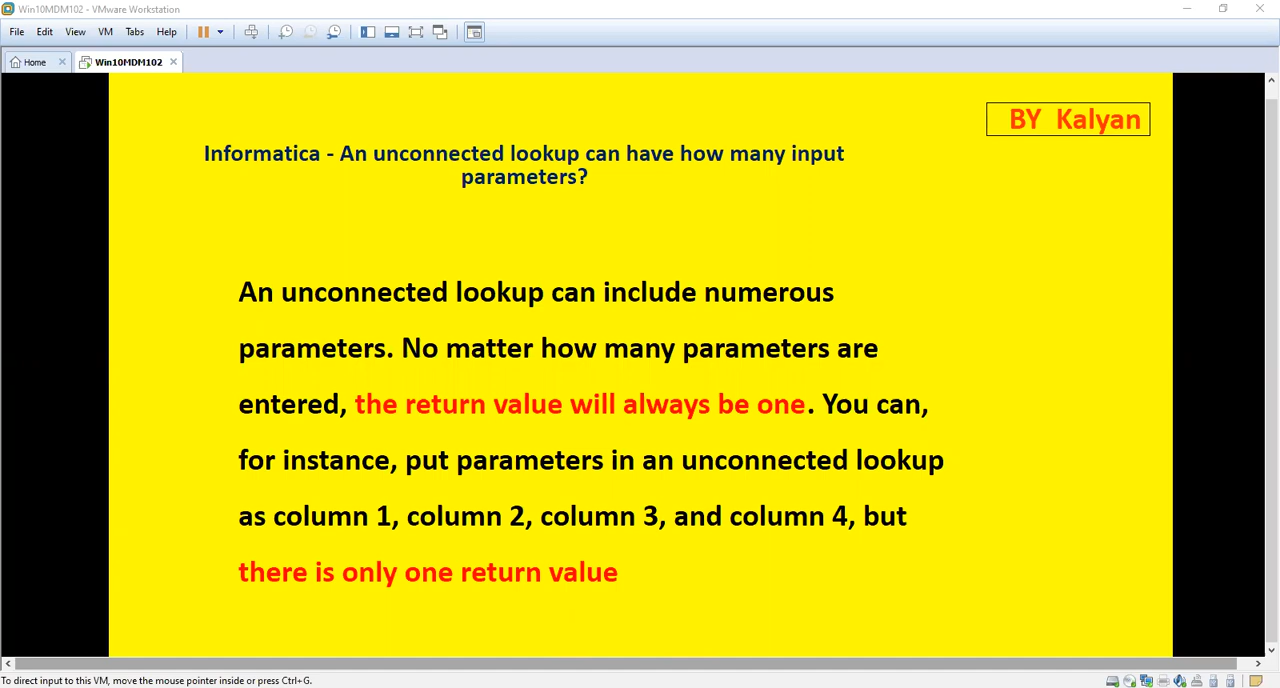 Win10MDM102 - VMware Workstation
File Edit View VM Tabs Help
Home Win10MDM102
BY Kalyan
Informatica - An unconnected lookup can have how many input
parameters?
An unconnected lookup can include numerous
parameters. No matter how many parameters are
entered, the return value will always be one. You can,
for instance, put parameters in an unconnected lookup
as column 1, column 2, column 3, and column 4, but
there is only one return value
To direct input to this VM, move the mouse pointer inside or press Ctrl+G.